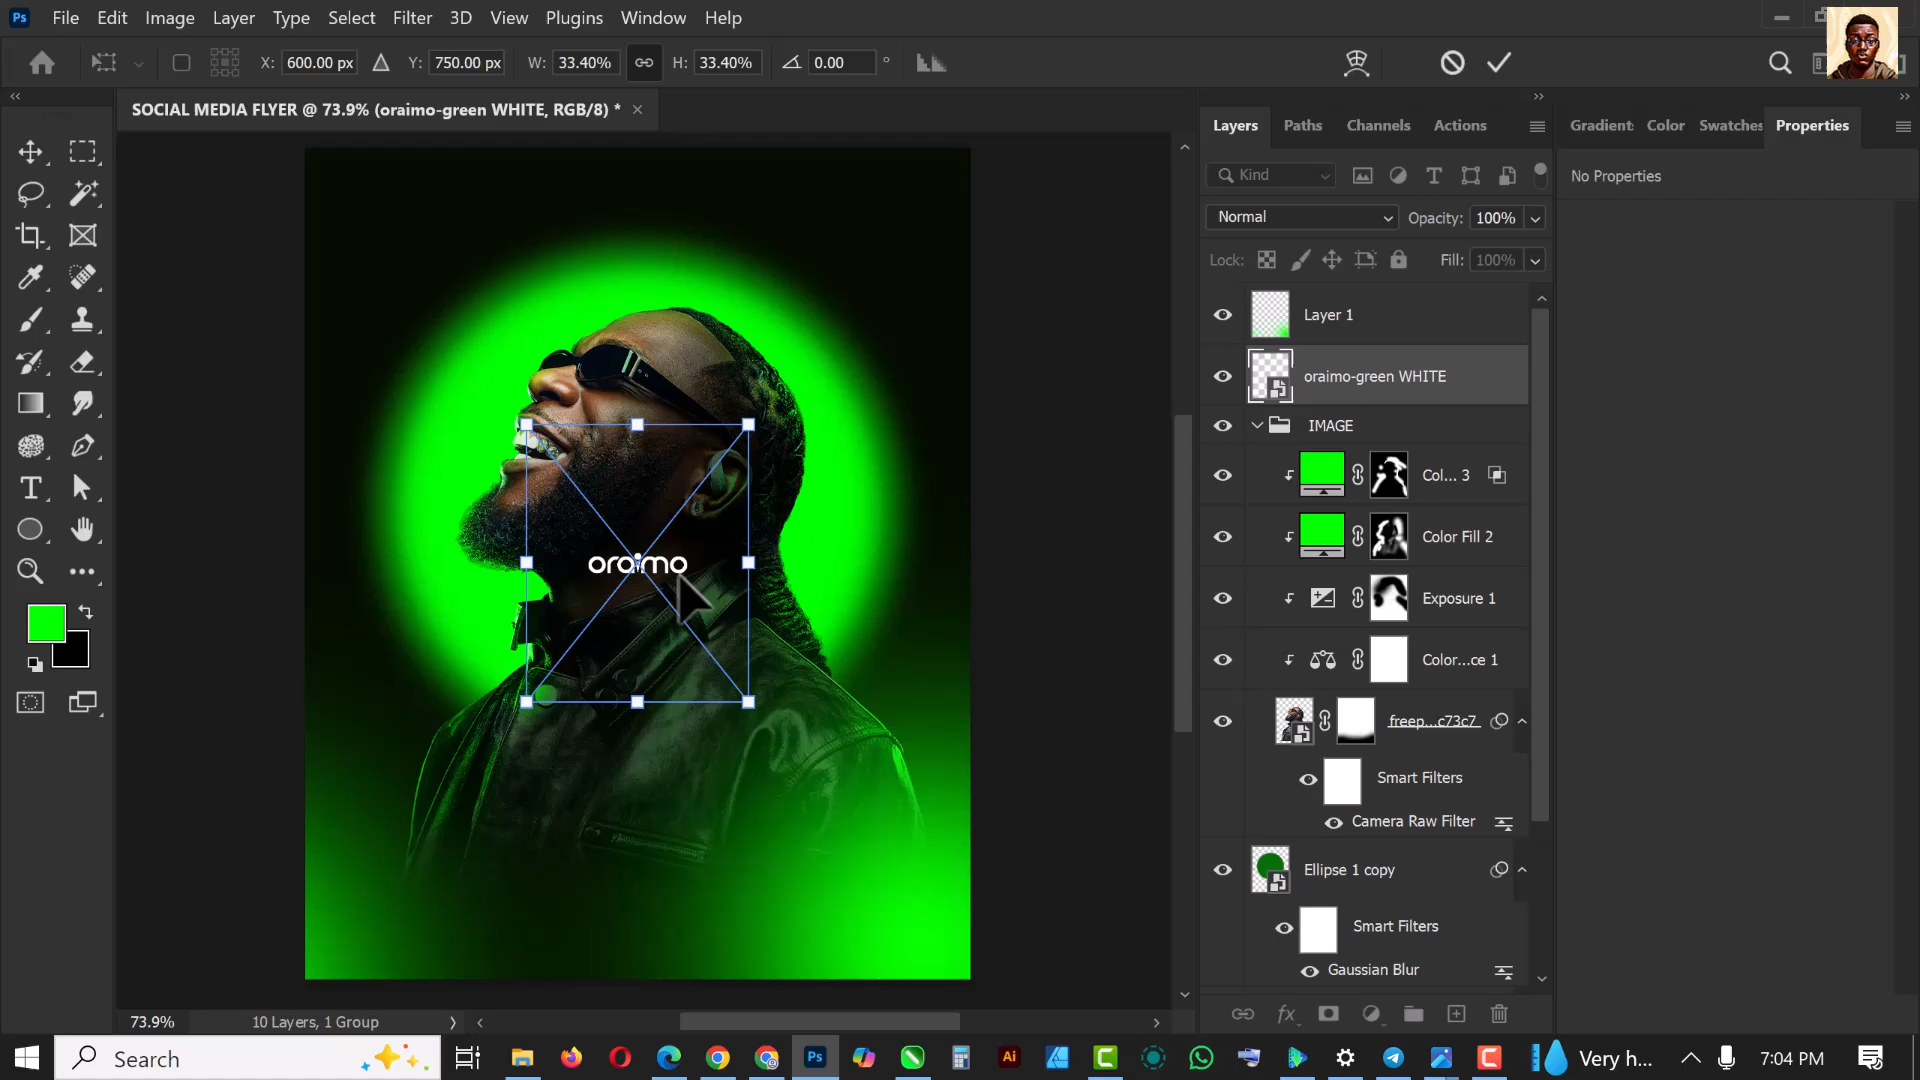 File Edit Image Layer Type Select Filter 3D View Plugins Window Help
X: 600.00 px Y: 750.00 px W: 33.40% H: 33.40% 0.00 °
SOCIAL MEDIA FLYER @ 73.9% (oraimo-green WHITE, RGB/8) *
Layers Paths Channels Actions
Gradient: Color Swatches Properties
No Properties
Kind
Normal Opacity: 100%
Lock: Fill: 100%
Layer 1
oraimo-green WHITE
IMAGE
Col... 3
Color Fill 2
Exposure 1
Color...ce 1
freep...c73c7
Smart Filters
Camera Raw Filter
Ellipse 1 copy
Smart Filters
Gaussian Blur
oraimo
73.9% 10 Layers, 1 Group
Search
Very h...
7:04 PM